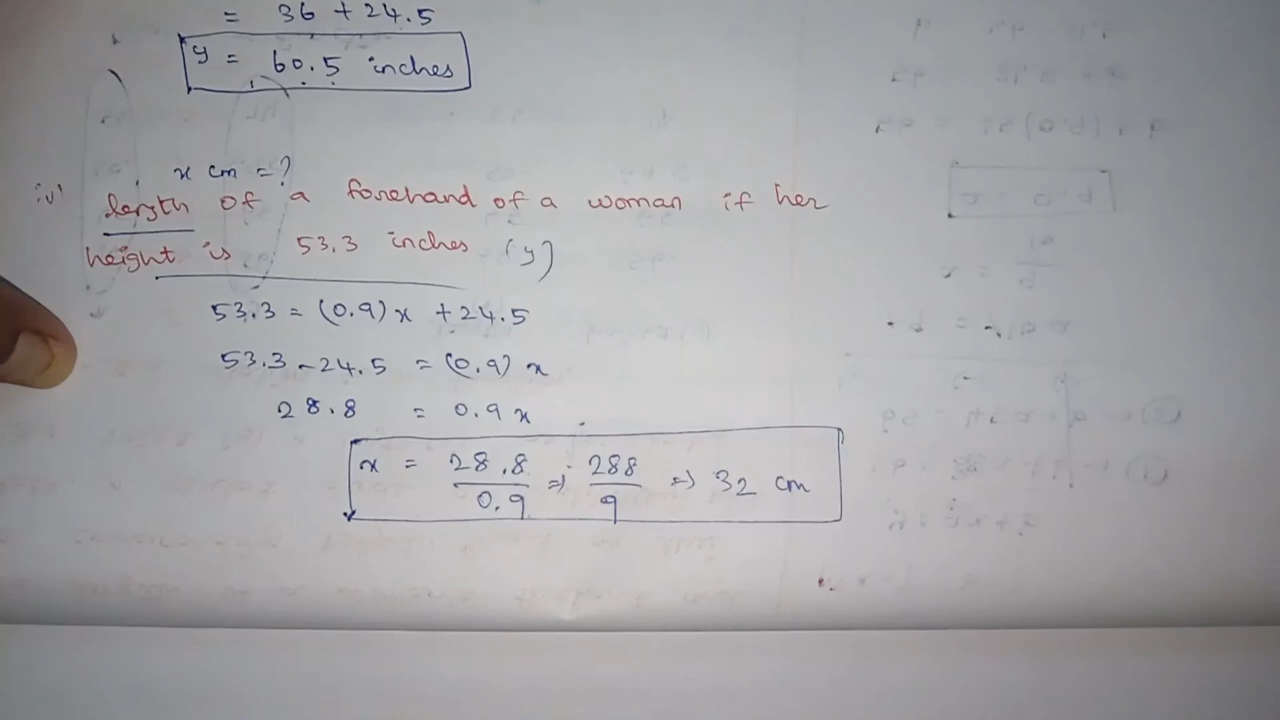 = 36 + 24.5
y = 60.5 inches
x cm = ?
iv) length of a forehand of a woman if her
height is 53.3 inches (y)
53.3 = (0.9) x + 24.5
53.3 - 24.5 = (0.9) x
28.8 = 0.9 x
x = 28.8/0.9 => 288/9 => 32 cm